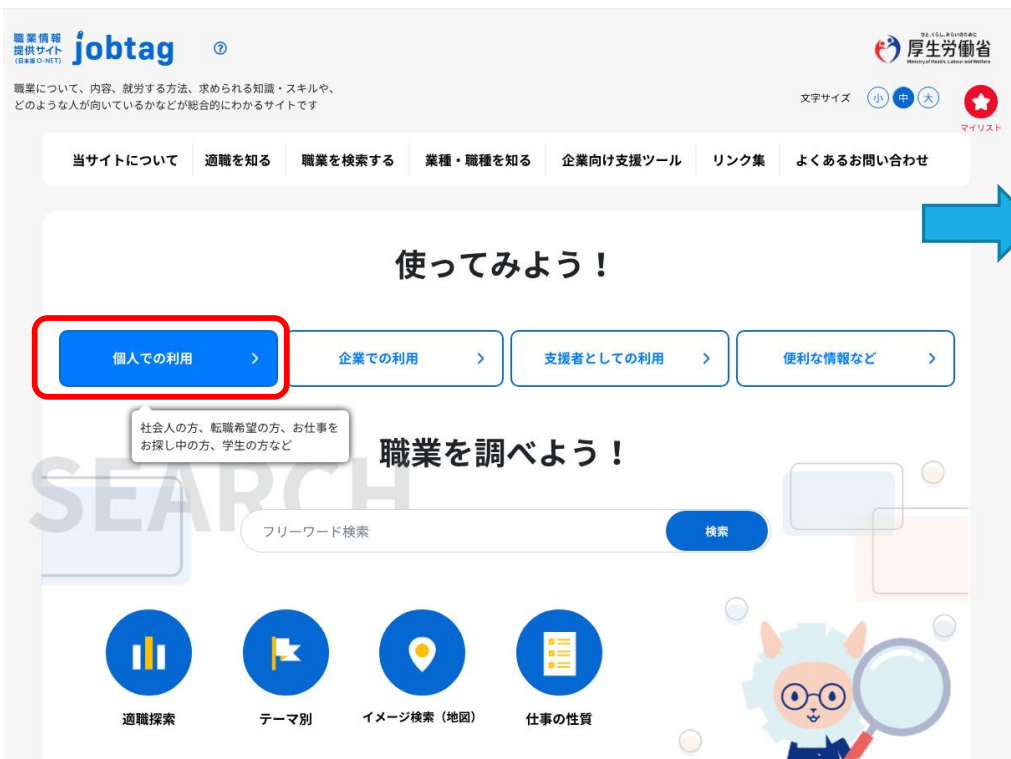 職業情報
提供サイト
(日本版O-NET)
jobtag
?
ひと、くらし、みらいのために
厚生労働省
Ministry of Health, Labour and Welfare
職業について、内容、就労する方法、求められる知識・スキルや、
どのような人が向いているかなどが総合的にわかるサイトです
文字サイズ 小 中 大
マイリスト
当サイトについて 適職を知る 職業を検索する 業種・職種を知る 企業向け支援ツール リンク集 よくあるお問い合わせ
使ってみよう！
個人での利用 企業での利用 支援者としての利用 便利な情報など
社会人の方、転職希望の方、お仕事を
お探し中の方、学生の方など
職業を調べよう！
SEARCH
フリーワード検索 検索
適職探索 テーマ別 イメージ検索（地図） 仕事の性質